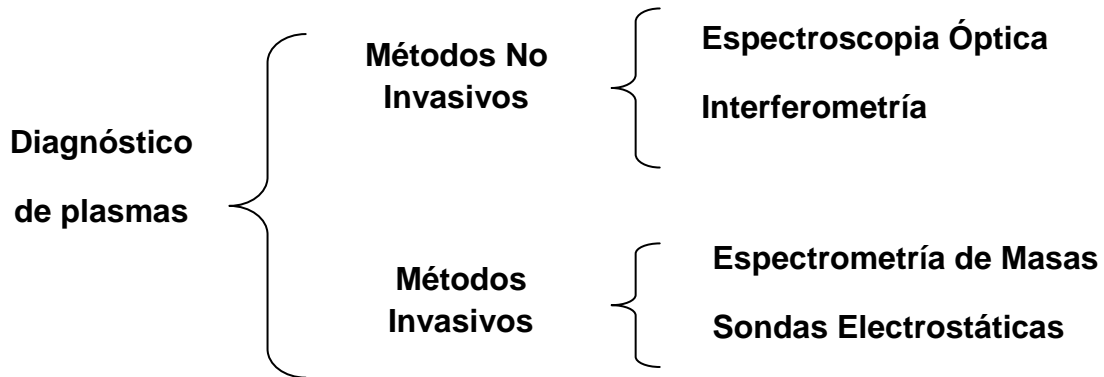 Diagnóstico
de plasmas
Métodos No
Invasivos
Espectroscopia Óptica
Interferometría
Métodos
Invasivos
Espectrometría de Masas
Sondas Electrostáticas